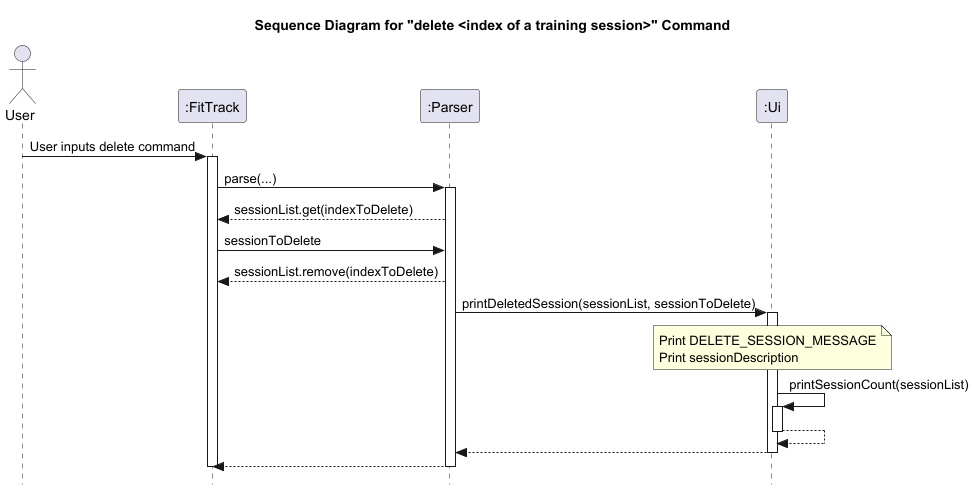 Sequence Diagram for "delete <index of a training session>" Command
User
:FitTrack
:Parser
:Ui
User inputs delete command
parse(...)
sessionList.get(indexToDelete)
sessionToDelete
sessionList.remove(indexToDelete)
printDeletedSession(sessionList, sessionToDelete)
Print DELETE_SESSION_MESSAGE
Print sessionDescription
printSessionCount(sessionList)